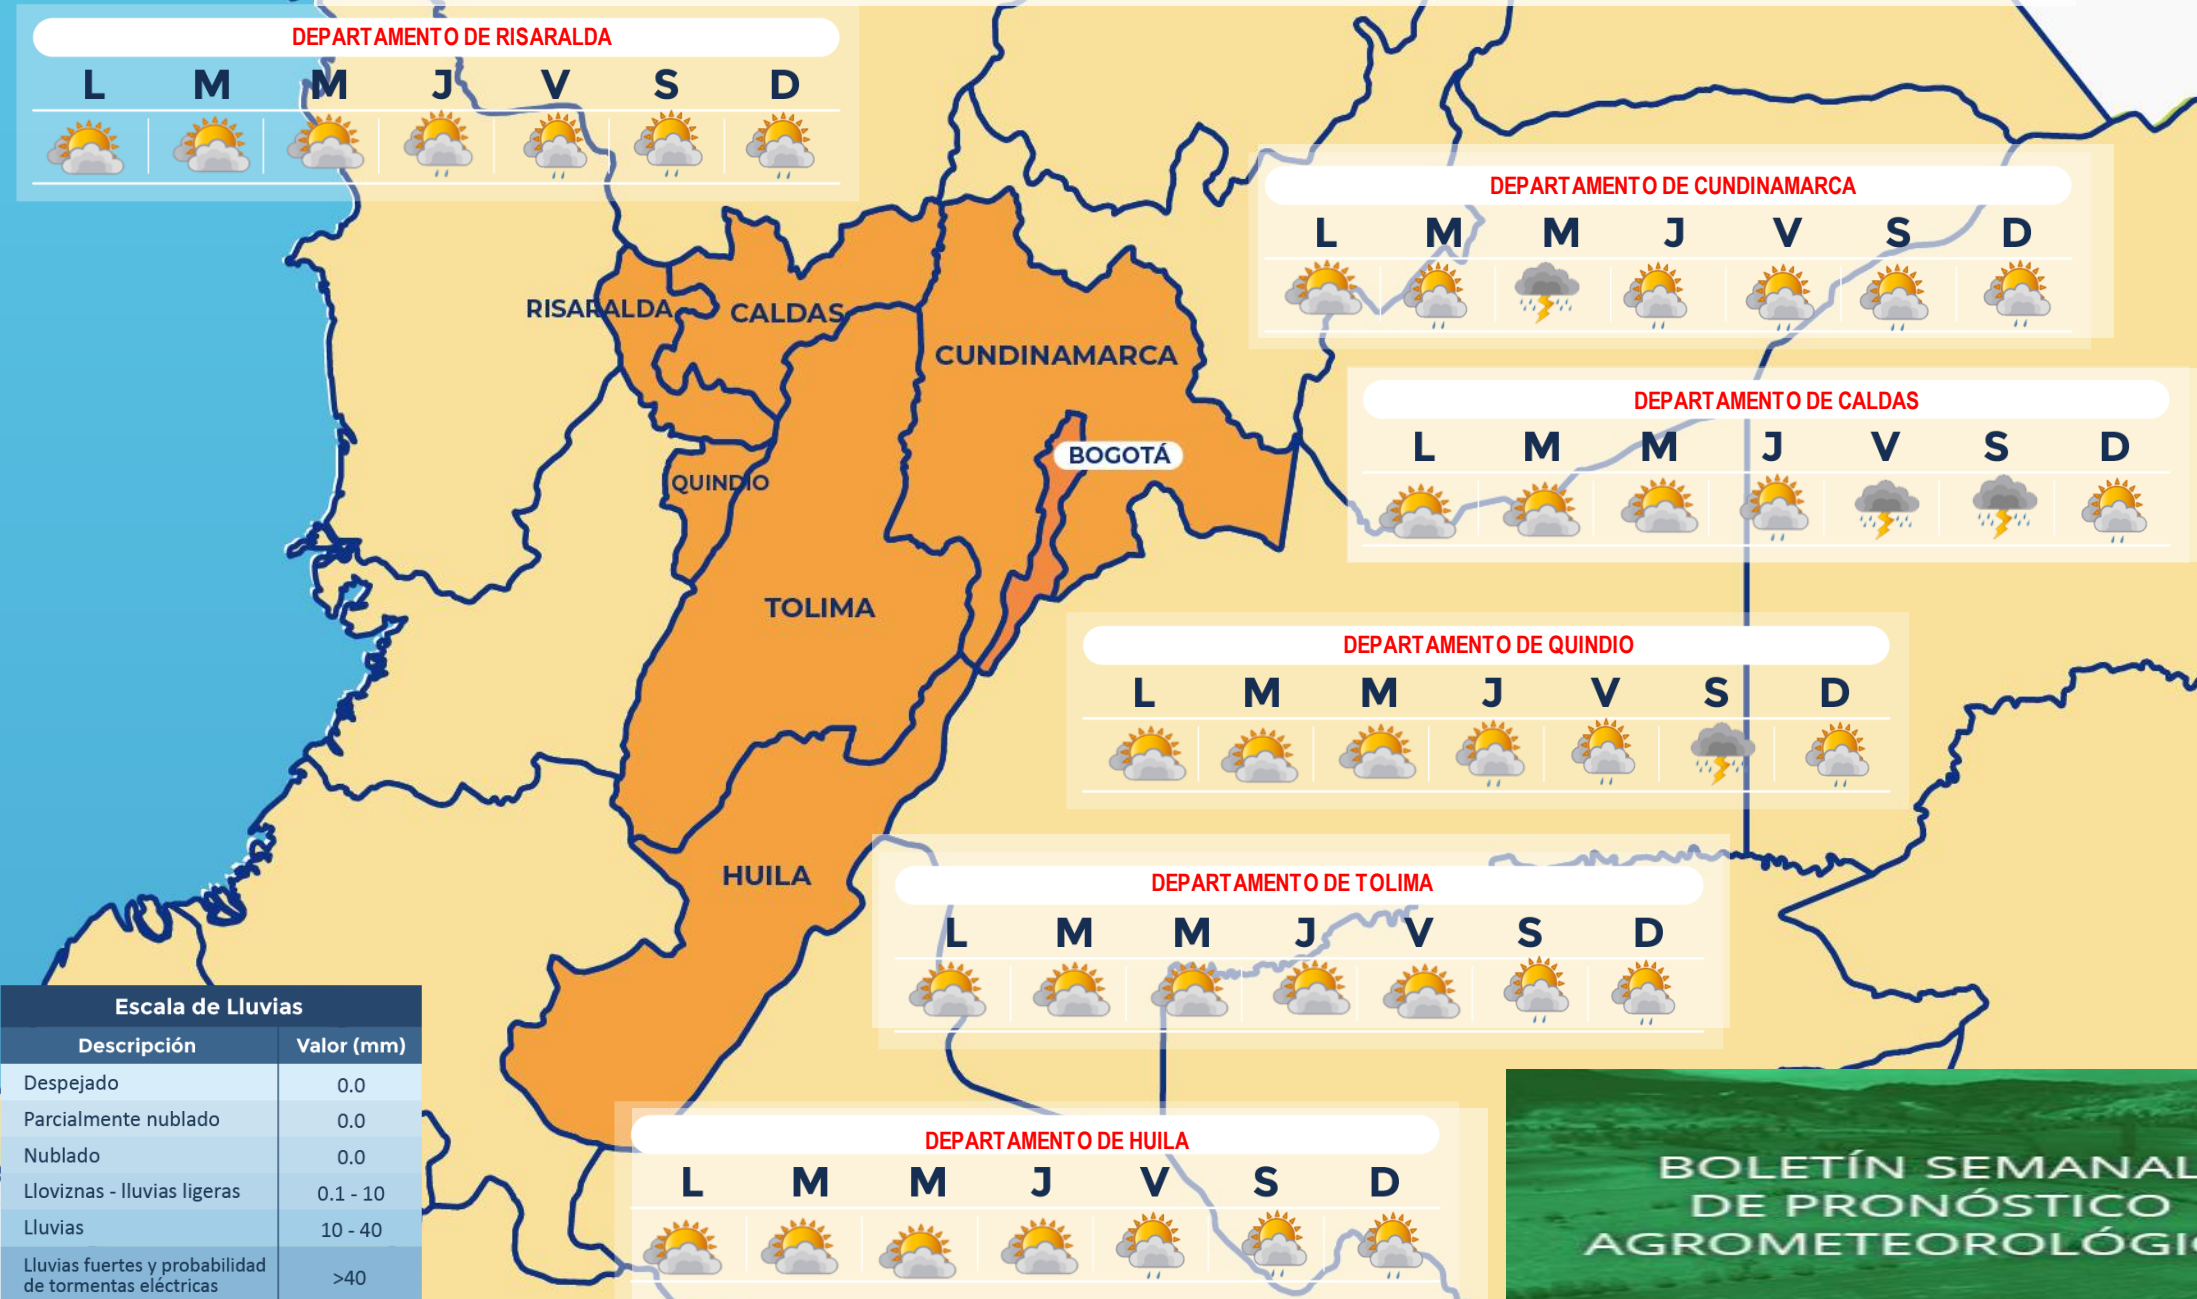 DEPARTAMENTO DE RISARALDA
L M M J V S D
DEPARTAMENTO DE CUNDINAMARCA
L M M J V S D
RISARALDA
CALDAS
CUNDINAMARCA
DEPARTAMENTO DE CALDAS
L M M J V S D
BOGOTÁ
QUINDIO
TOLIMA
DEPARTAMENTO DE QUINDIO
L M M J V S D
HUILA
DEPARTAMENTO DE TOLIMA
L M M J V S D
Escala de Lluvias
Descripción Valor (mm)
Despejado 0.0
Parcialmente nublado 0.0
Nublado 0.0
Lloviznas - lluvias ligeras 0.1 - 10
Lluvias 10 - 40
Lluvias fuertes y probabilidad
de tormentas eléctricas >40
DEPARTAMENTO DE HUILA
L M M J V S D
BOLETÍN SEMANAL
DE PRONÓSTICO
AGROMETEOROLÓGI